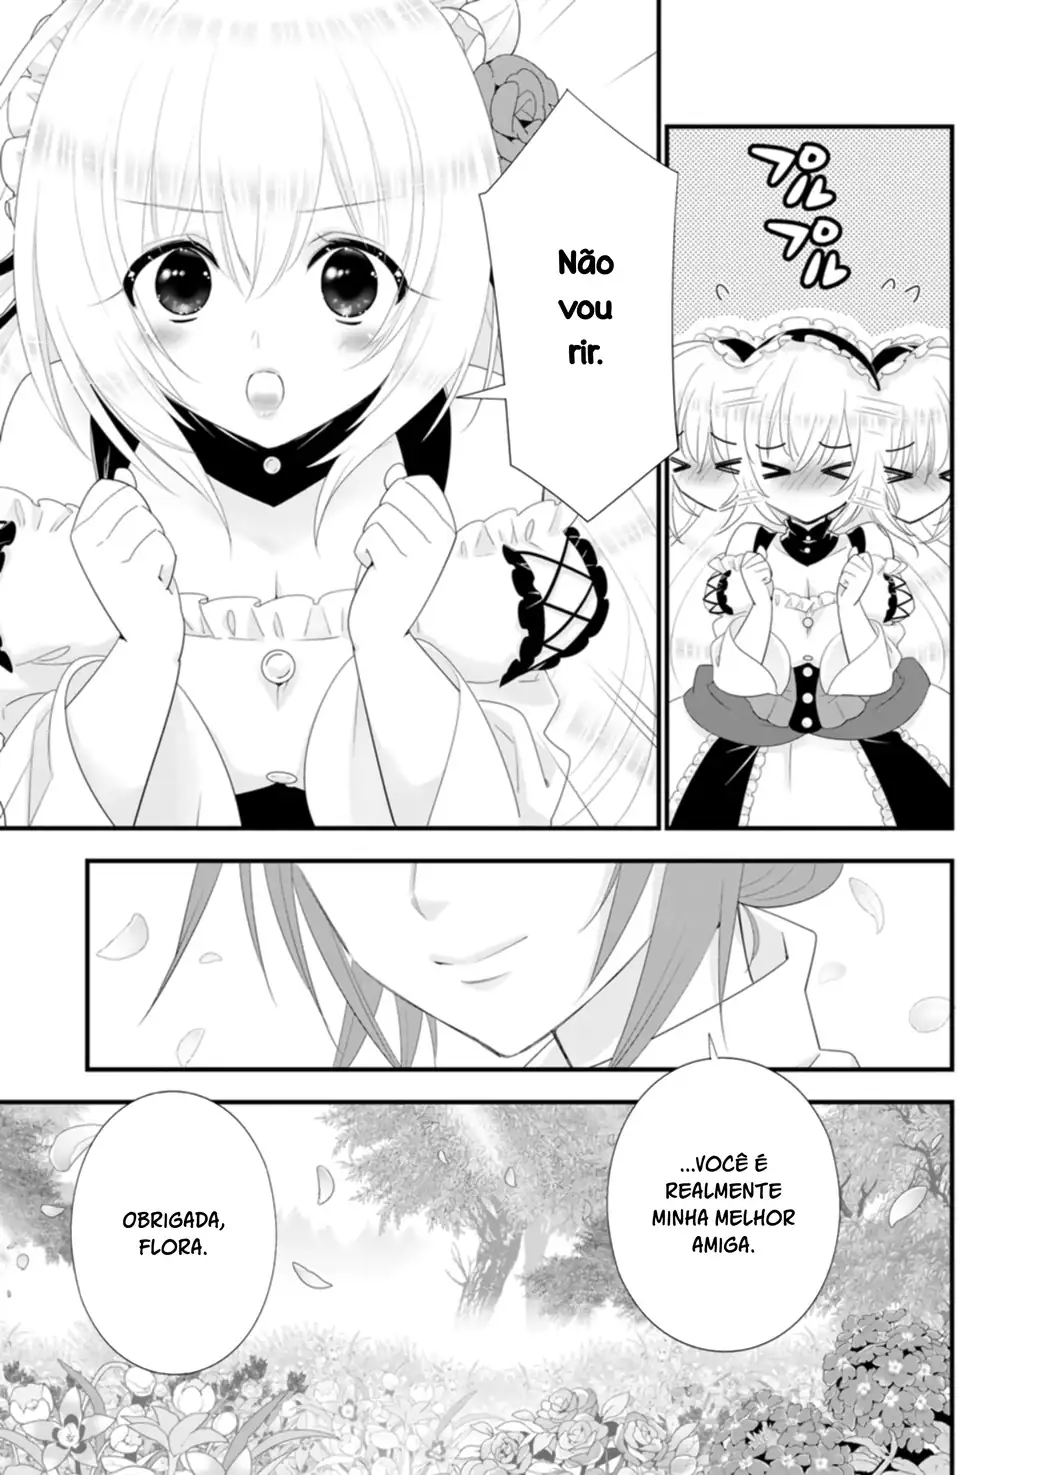 プルプル
Não
vou
rir.
...VOCÊ É
REALMENTE
MINHA MELHOR
AMIGA.
OBRIGADA,
FLORA.